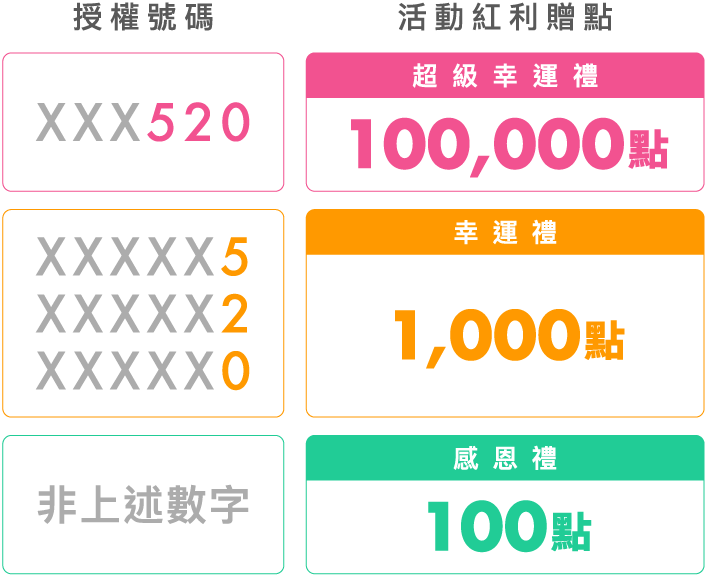 授權號碼
活動紅利贈點
XXX520
超級幸運禮
100,000點
XXXXX5
XXXXX2
XXXXX0
幸運禮
1,000點
非上述數字
感恩禮
100點